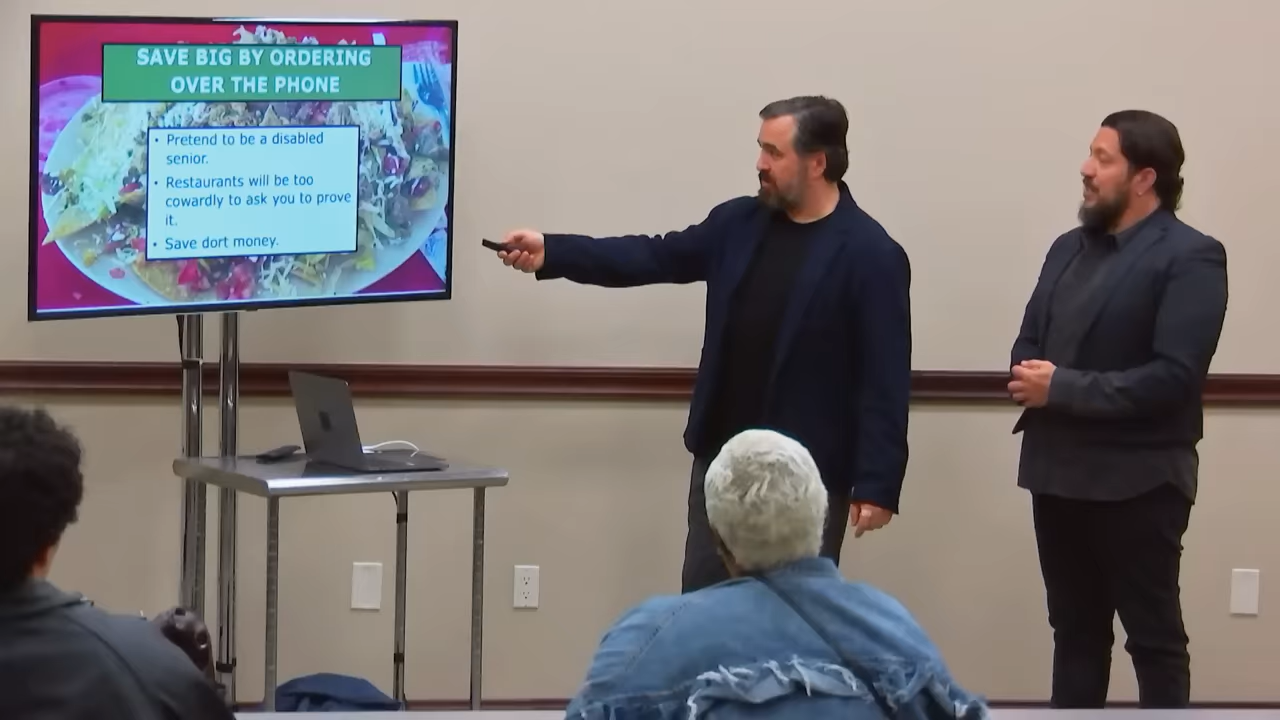 SAVE BIG BY ORDERING
OVER THE PHONE
• Pretend to be a disabled
senior.
• Restaurants will be too
cowardly to ask you to prove
it.
• Save dort money.